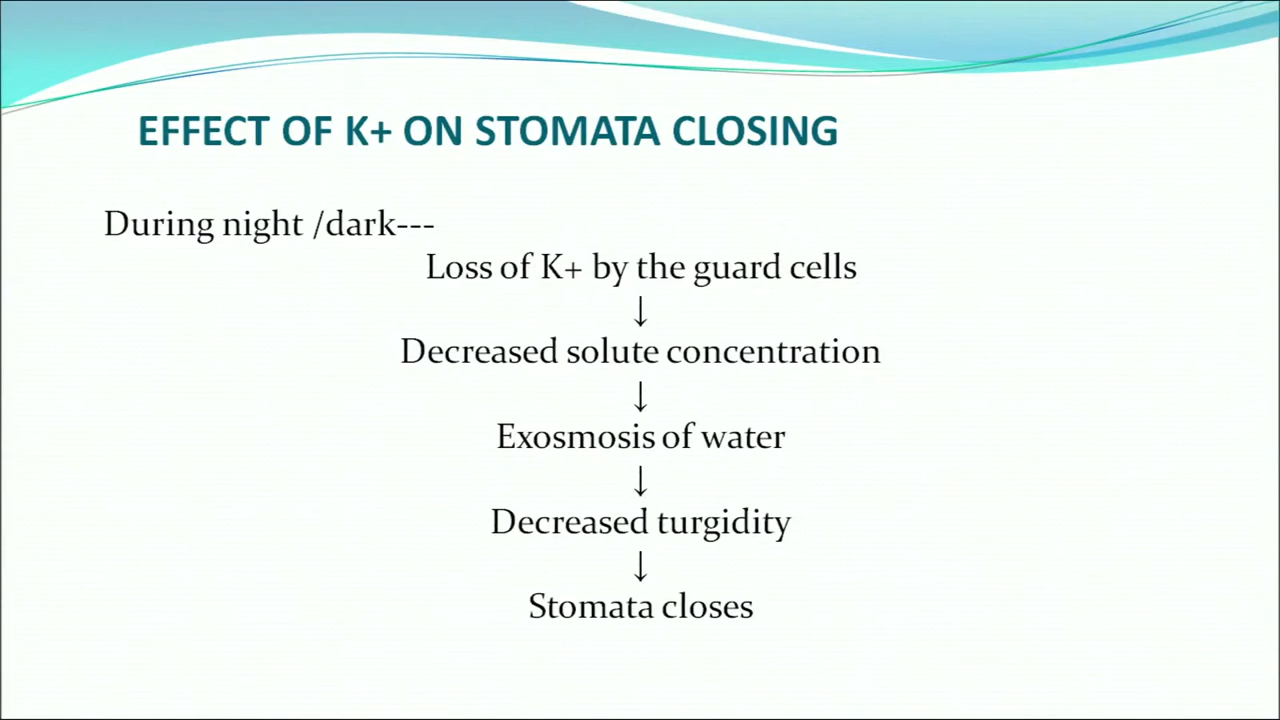 EFFECT OF K+ ON STOMATA CLOSING
During night /dark---
Loss of K+ by the guard cells
↓
Decreased solute concentration
↓
Exosmosis of water
↓
Decreased turgidity
↓
Stomata closes